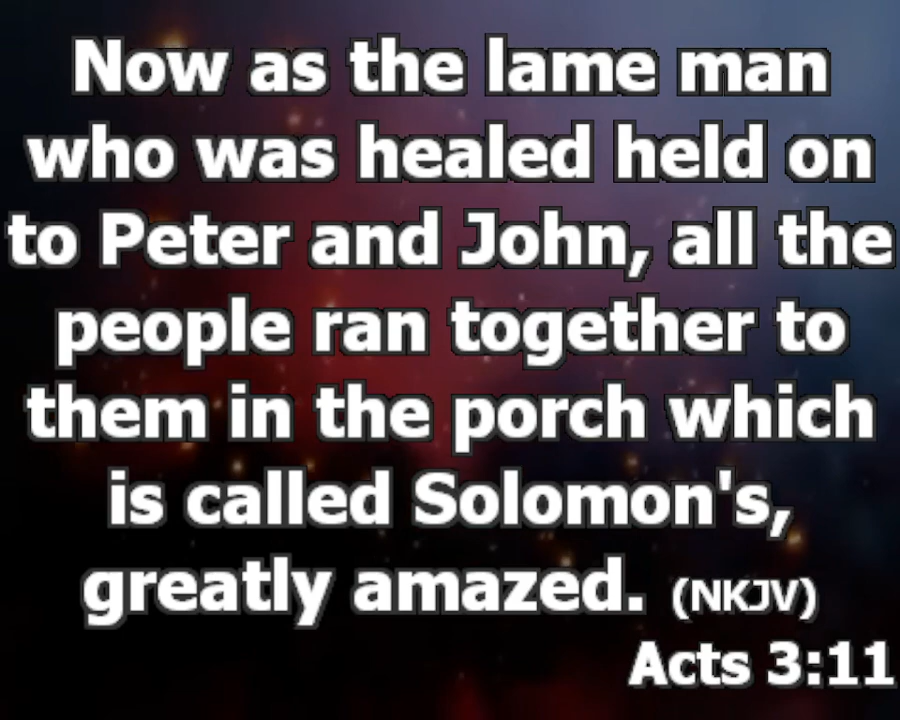 Now as the lame man
who was healed held on
to Peter and John, all the
people ran together to
them in the porch which
is called Solomon's,
greatly amazed. (NKJV)
Acts 3:11